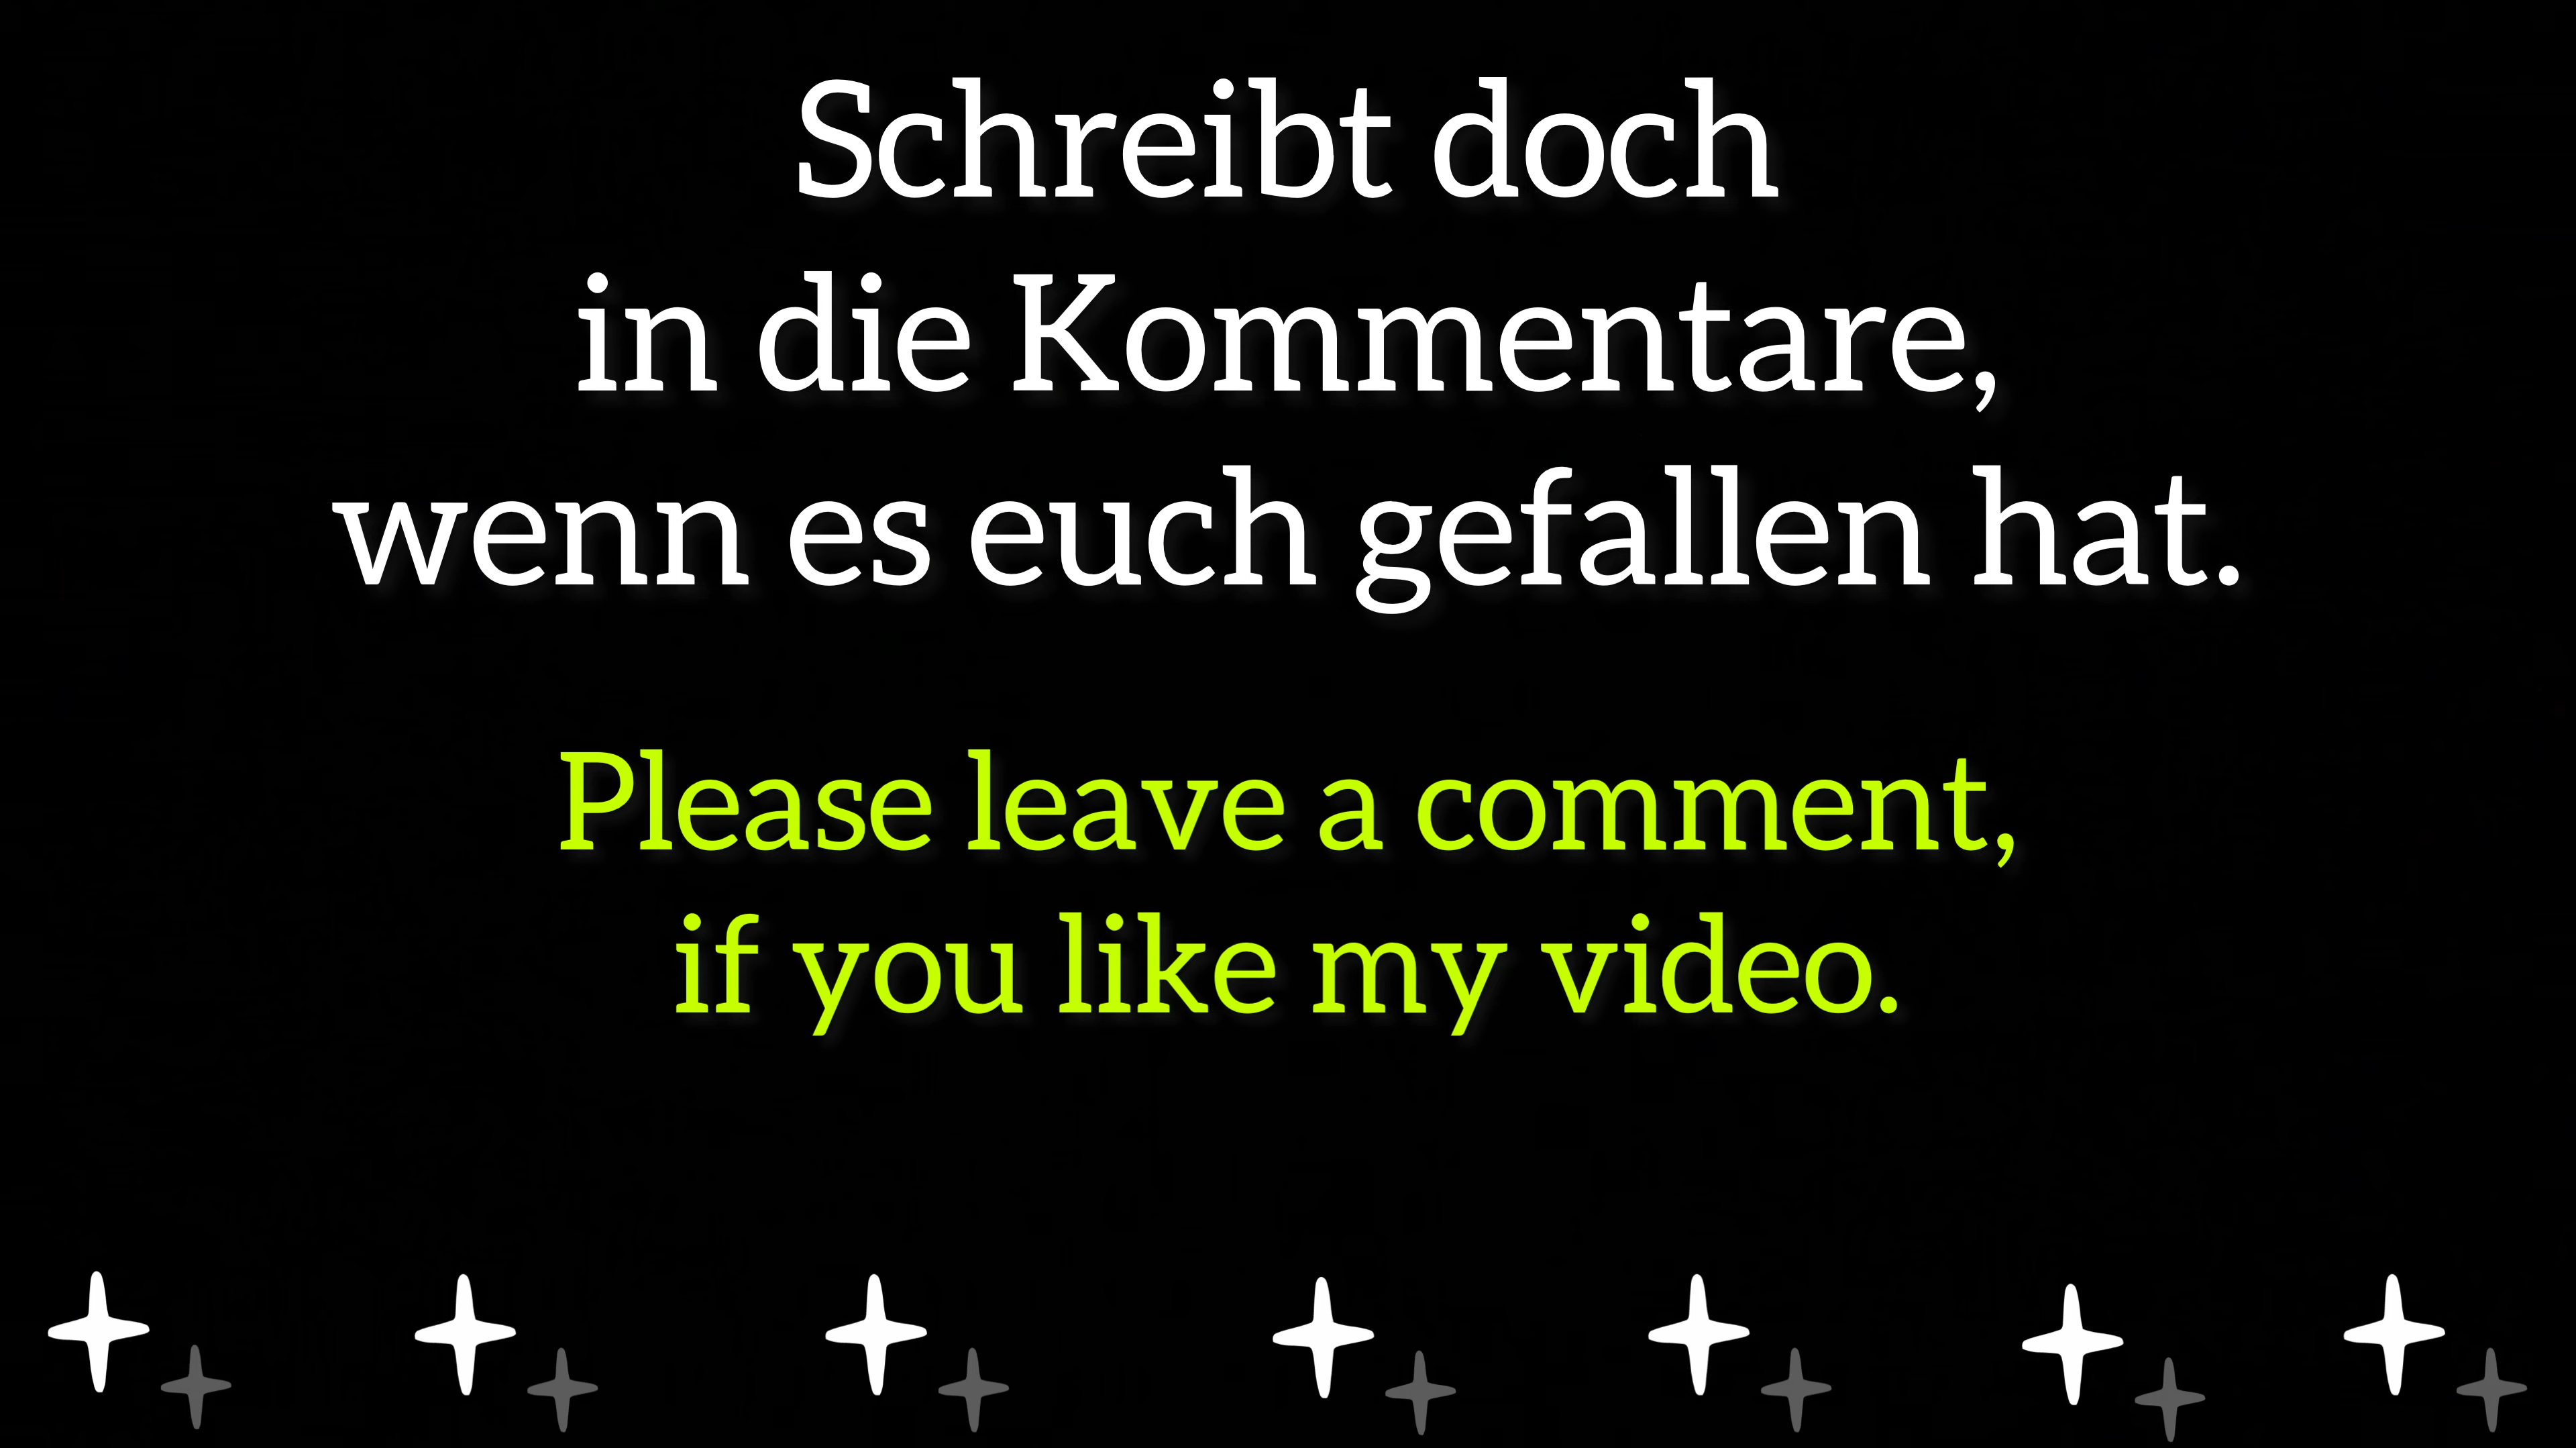 Schreibt doch
in die Kommentare,
wenn es euch gefallen hat.
Please leave a comment,
if you like my video.